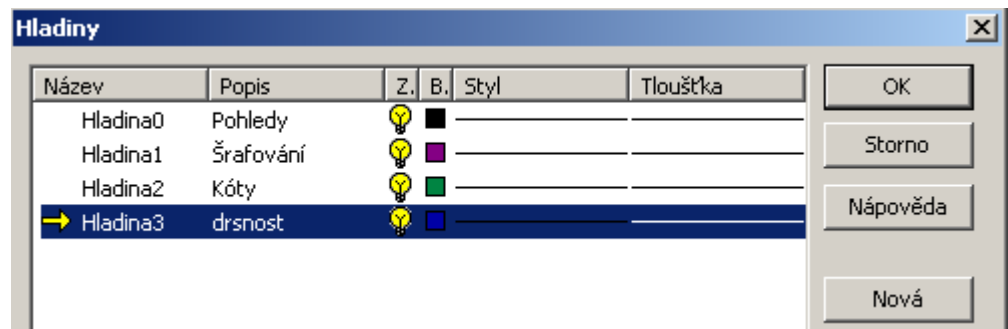 Hladiny
Název Popis Z. B. Styl Tloušťka
OK
Hladina0 Pohledy
Hladina1 Šrafování
Storno
Hladina2 Kóty
Nápověda
Hladina3 drsnost
Nová